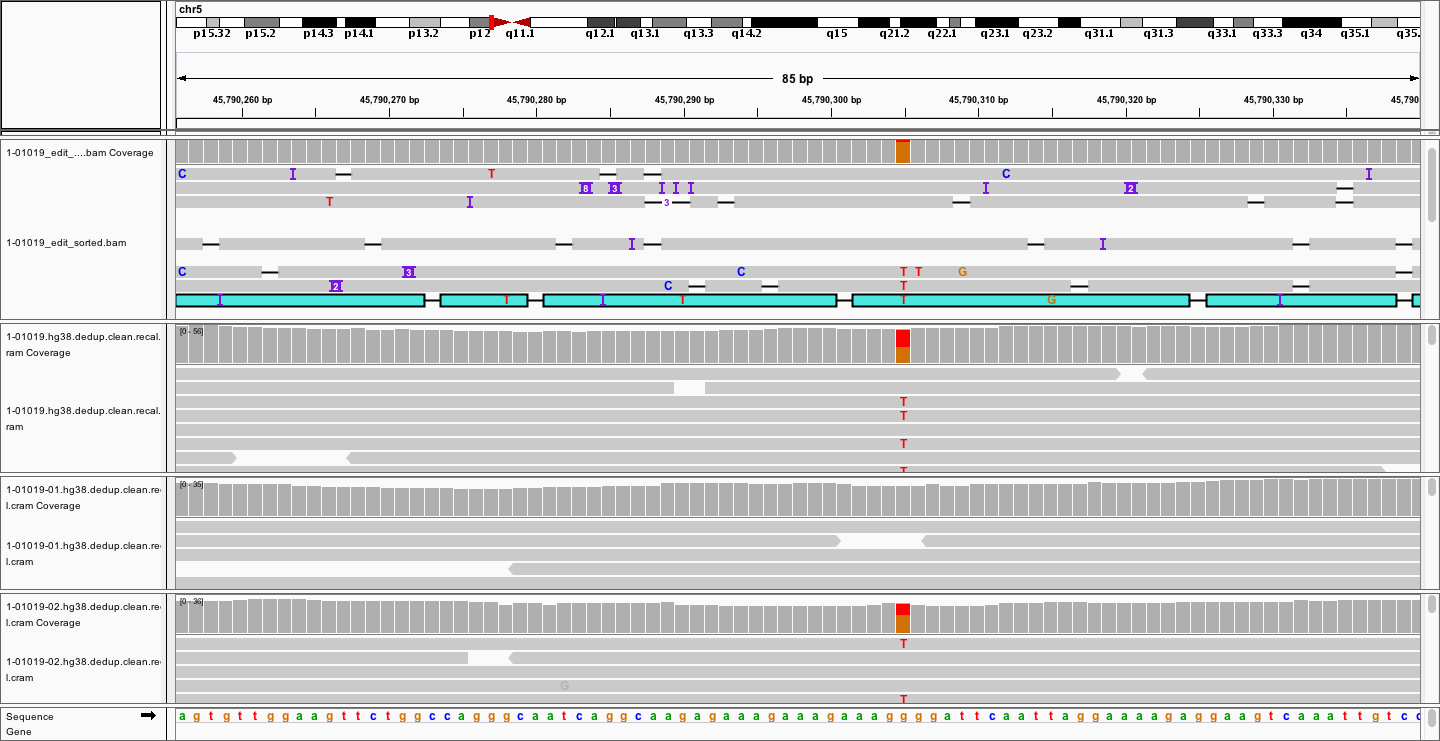 chr5
p15.32 p15.2 p14.3 p14.1 p13.2 p12 q11.1 q12.1 q13.1 q13.3 q14.2 q15 q21.2 q22.1 q23.1 q23.2 q31.1 q31.3 q33.1 q33.3 q34 q35.1 q35.
85 bp
45,790,260 bp 45,790,270 bp 45,790,280 bp 45,790,290 bp 45,790,300 bp 45,790,310 bp 45,790,320 bp 45,790,330 bp 45,790
1-01019_edit_....bam Coverage
C I T C I
8 3 I I I I 2
T I 3
1-01019_edit_sorted.bam
I I
C 3 C T T G
2 C T
I T I T T G I
1-01019.hg38.dedup.clean.recal.
ram Coverage
[0 - 56]
1-01019.hg38.dedup.clean.recal.
ram
T
T
T
T
1-01019-01.hg38.dedup.clean.re
l.cram Coverage
[0 - 35]
1-01019-01.hg38.dedup.clean.re
l.cram
1-01019-02.hg38.dedup.clean.re
l.cram Coverage
[0 - 36]
1-01019-02.hg38.dedup.clean.re
l.cram
T
G
T
Sequence
a g t g t t g g a a g t t c t g g c c a g g g c a a t c a g g c a a g a g a a a g a a a g a a a g g g g a t t c a a t t a g g a a a a g a g g a a g t c a a a t t g t c c
Gene